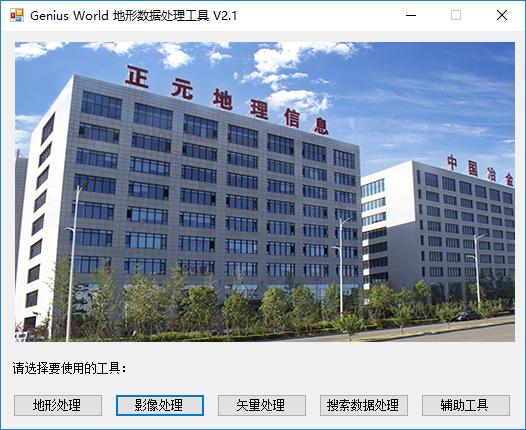 Genius World 地形数据处理工具 V2.1
正元地理信息
中国冶金
请选择要使用的工具：
地形处理
影像处理
矢量处理
搜索数据处理
辅助工具